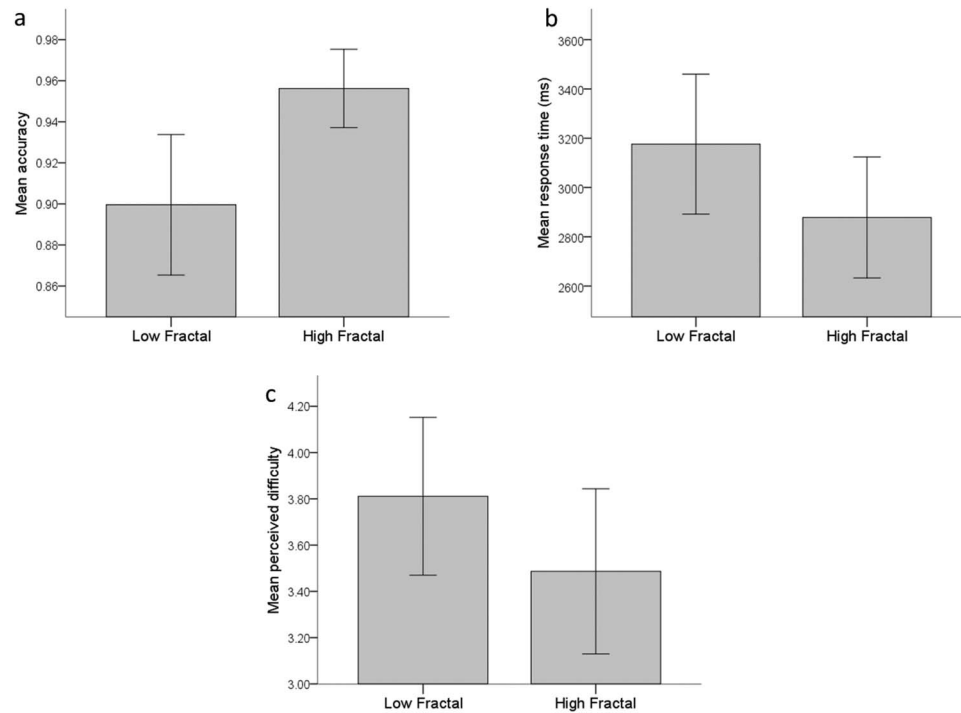 a
Mean accuracy
0.98
0.96
0.94
0.92
0.90
0.88
0.86
Low Fractal
High Fractal
b
Mean response time (ms)
3600
3400
3200
3000
2800
2600
Low Fractal
High Fractal
c
Mean perceived difficulty
4.20
4.00
3.80
3.60
3.40
3.20
3.00
Low Fractal
High Fractal